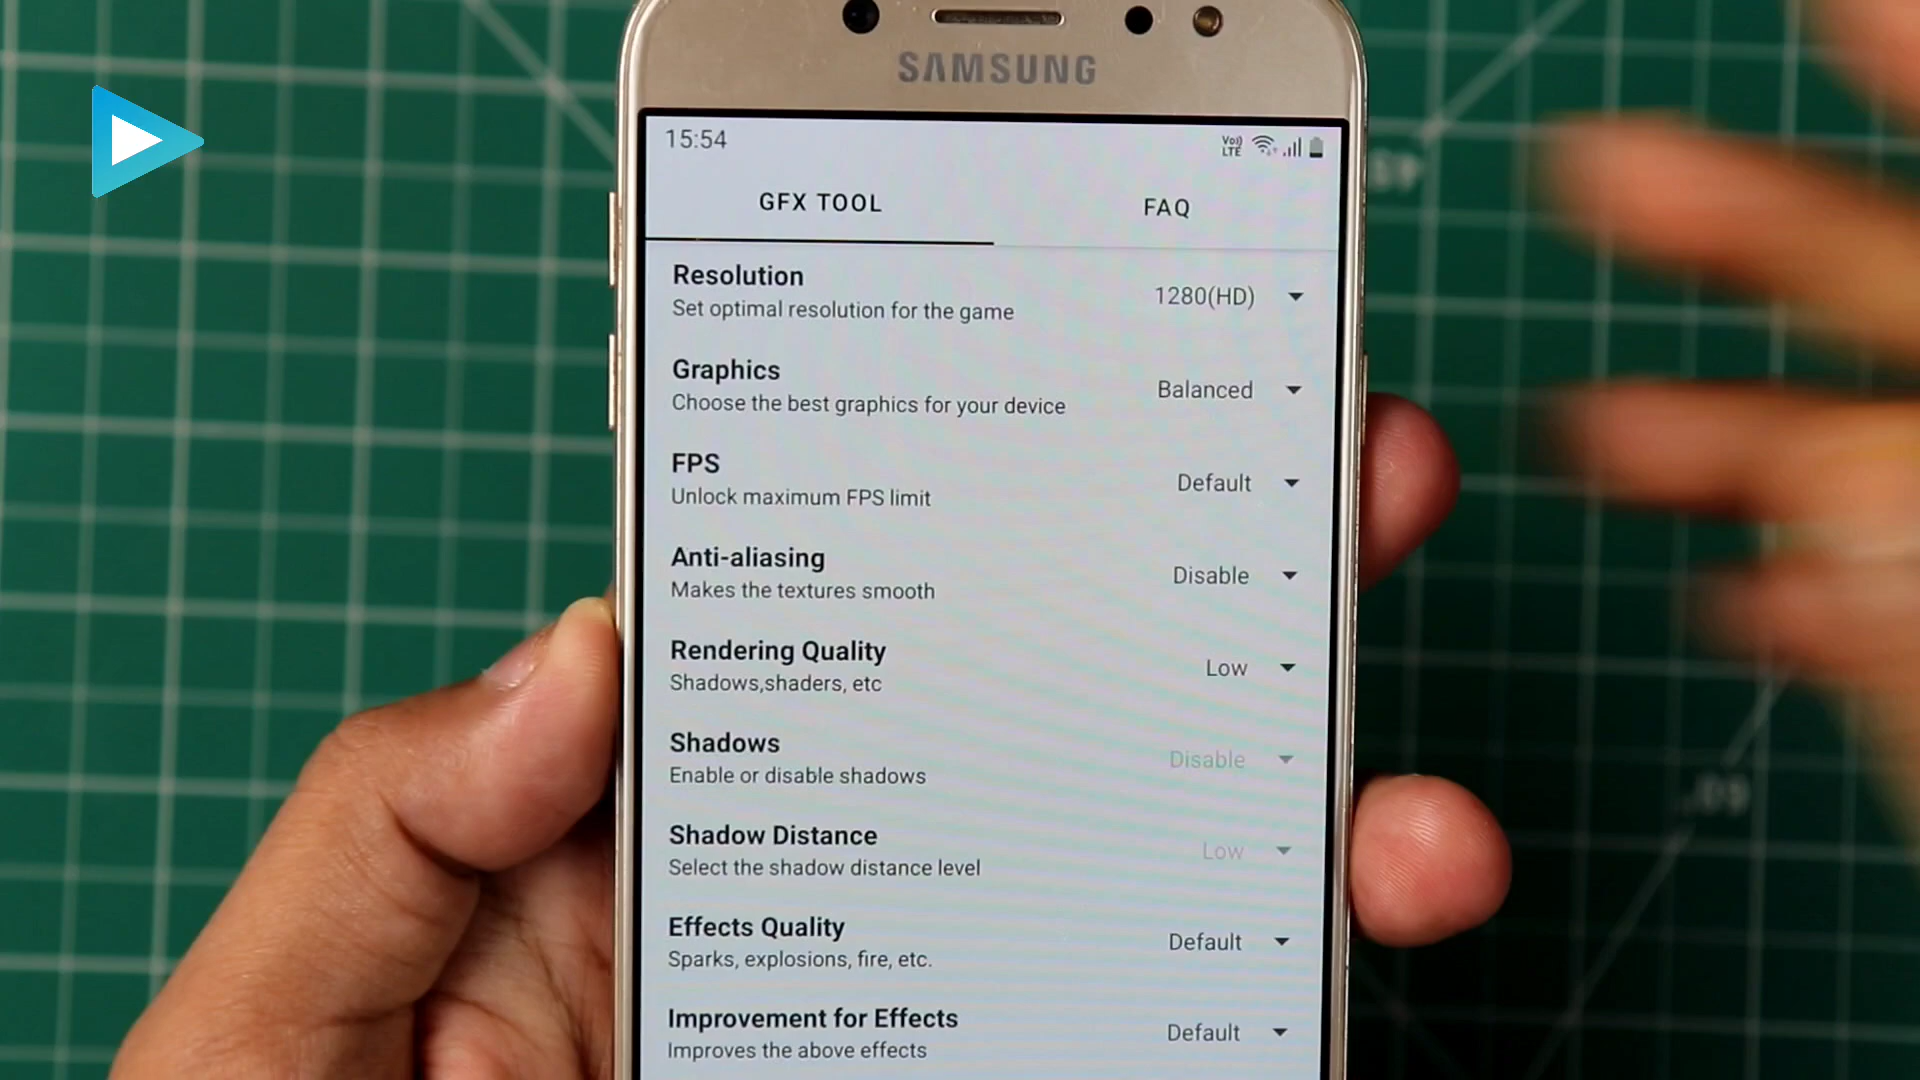 SAMSUNG
15:54
Vo))
LTE
GFX TOOL
FAQ
Resolution
Set optimal resolution for the game
1280(HD)
Graphics
Choose the best graphics for your device
Balanced
FPS
Unlock maximum FPS limit
Default
Anti-aliasing
Makes the textures smooth
Disable
Rendering Quality
Shadows,shaders, etc
Low
Shadows
Enable or disable shadows
Disable
Shadow Distance
Select the shadow distance level
Low
Effects Quality
Sparks, explosions, fire, etc.
Default
Improvement for Effects
Improves the above effects
Default